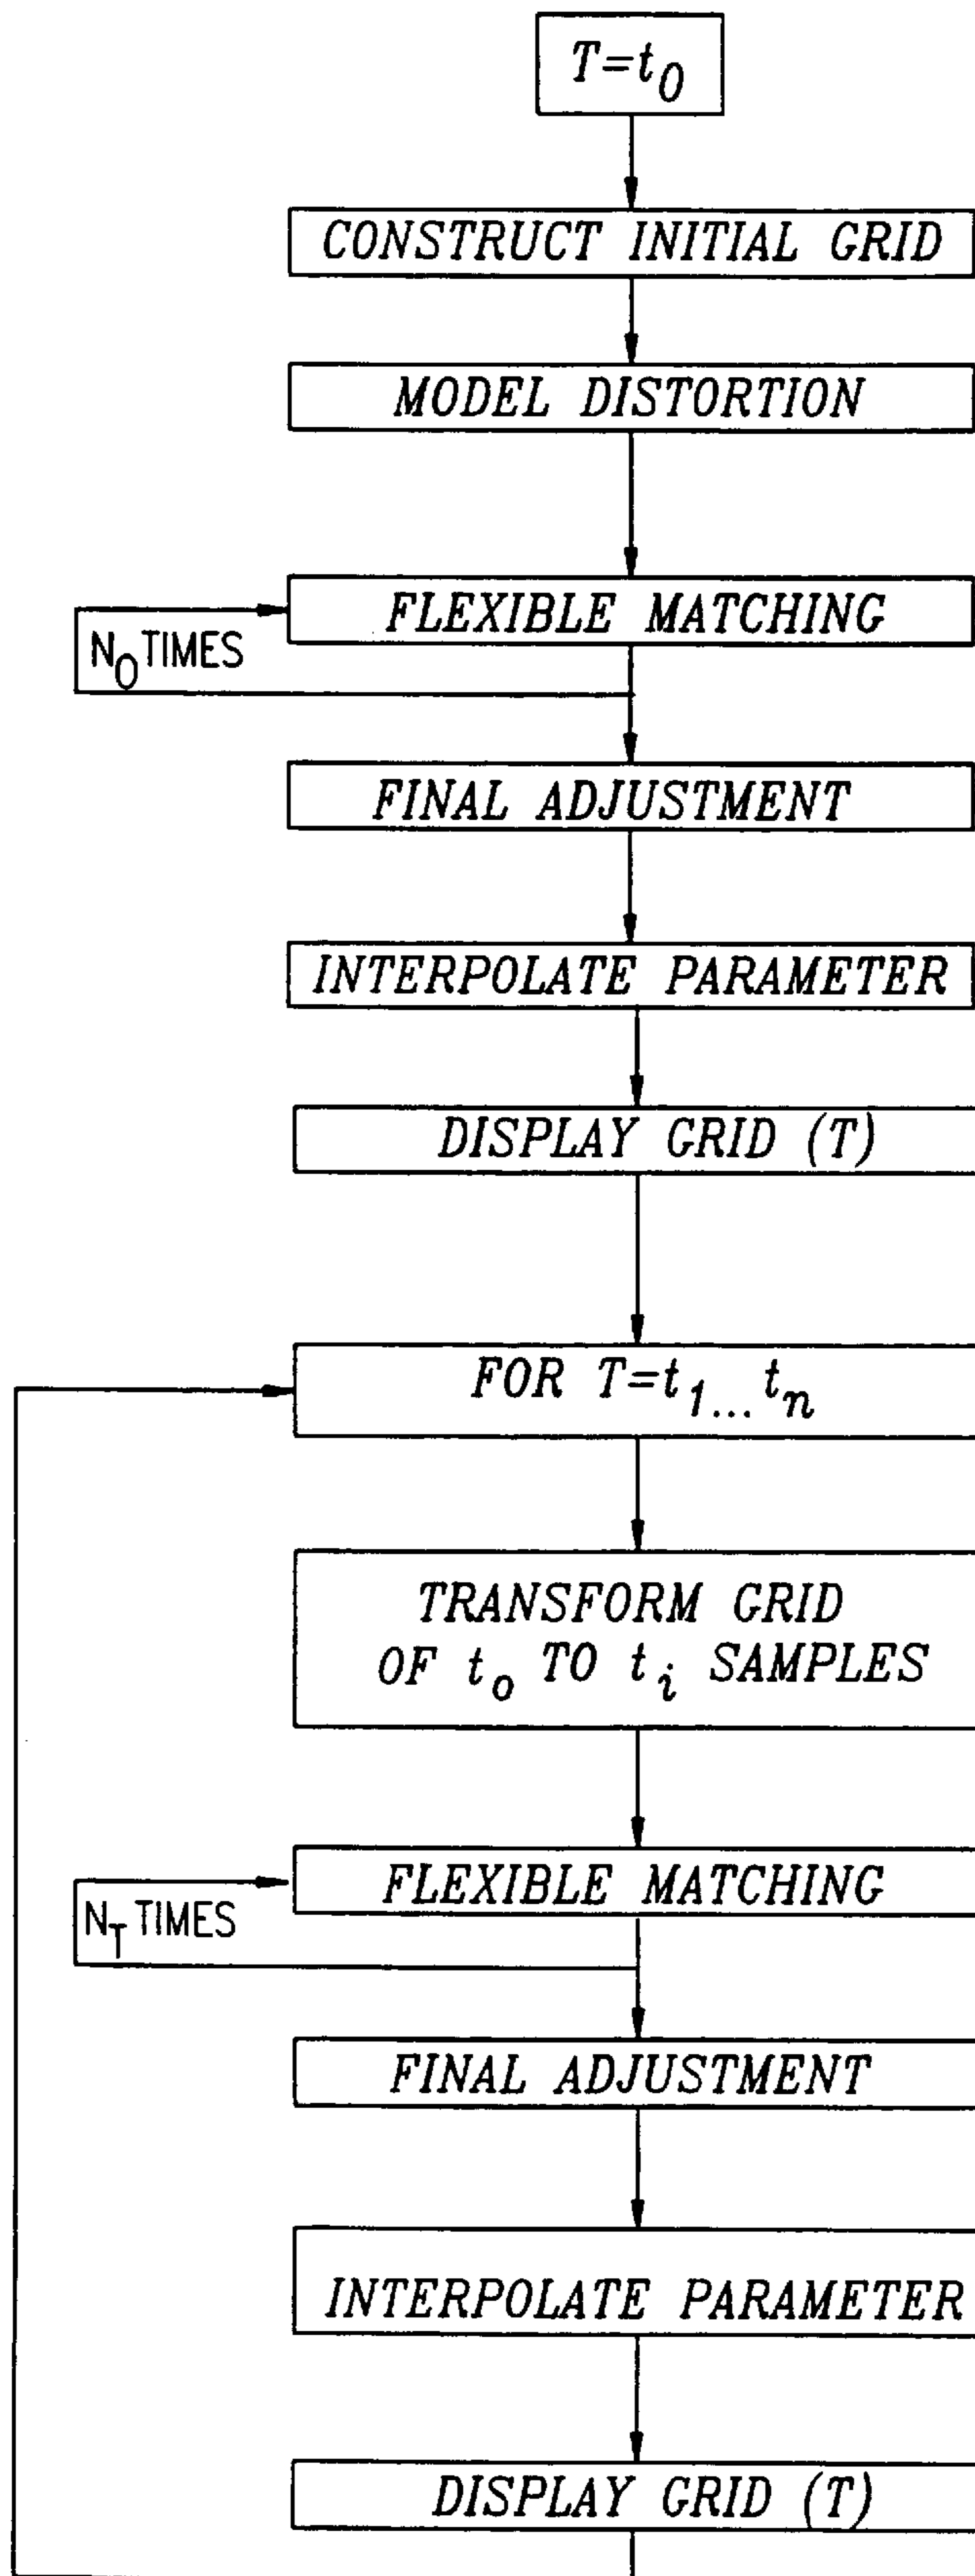 T=t0
CONSTRUCT INITIAL GRID
MODEL DISTORTION
FLEXIBLE MATCHING
N0 TIMES
FINAL ADJUSTMENT
INTERPOLATE PARAMETER
DISPLAY GRID (T)
FOR T=t1... tn
TRANSFORM GRID
OF to TO ti SAMPLES
FLEXIBLE MATCHING
NT TIMES
FINAL ADJUSTMENT
INTERPOLATE PARAMETER
DISPLAY GRID (T)